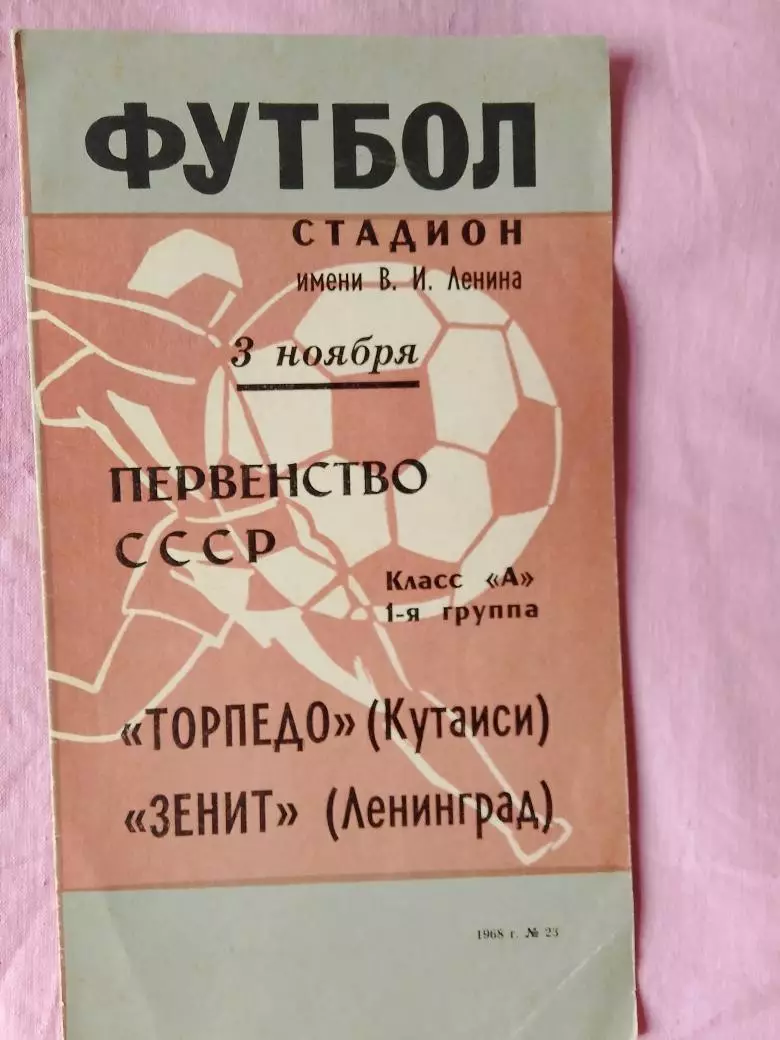 ФУТБОЛ
СТАДИОН
имени В. И. Ленина
3 ноября
ПЕРВЕНСТВО
СССР
Класс «А»
1-я группа
«ТОРПЕДО» (Кутаиси)
«ЗЕНИТ» (Ленинград)
1968 г. № 23